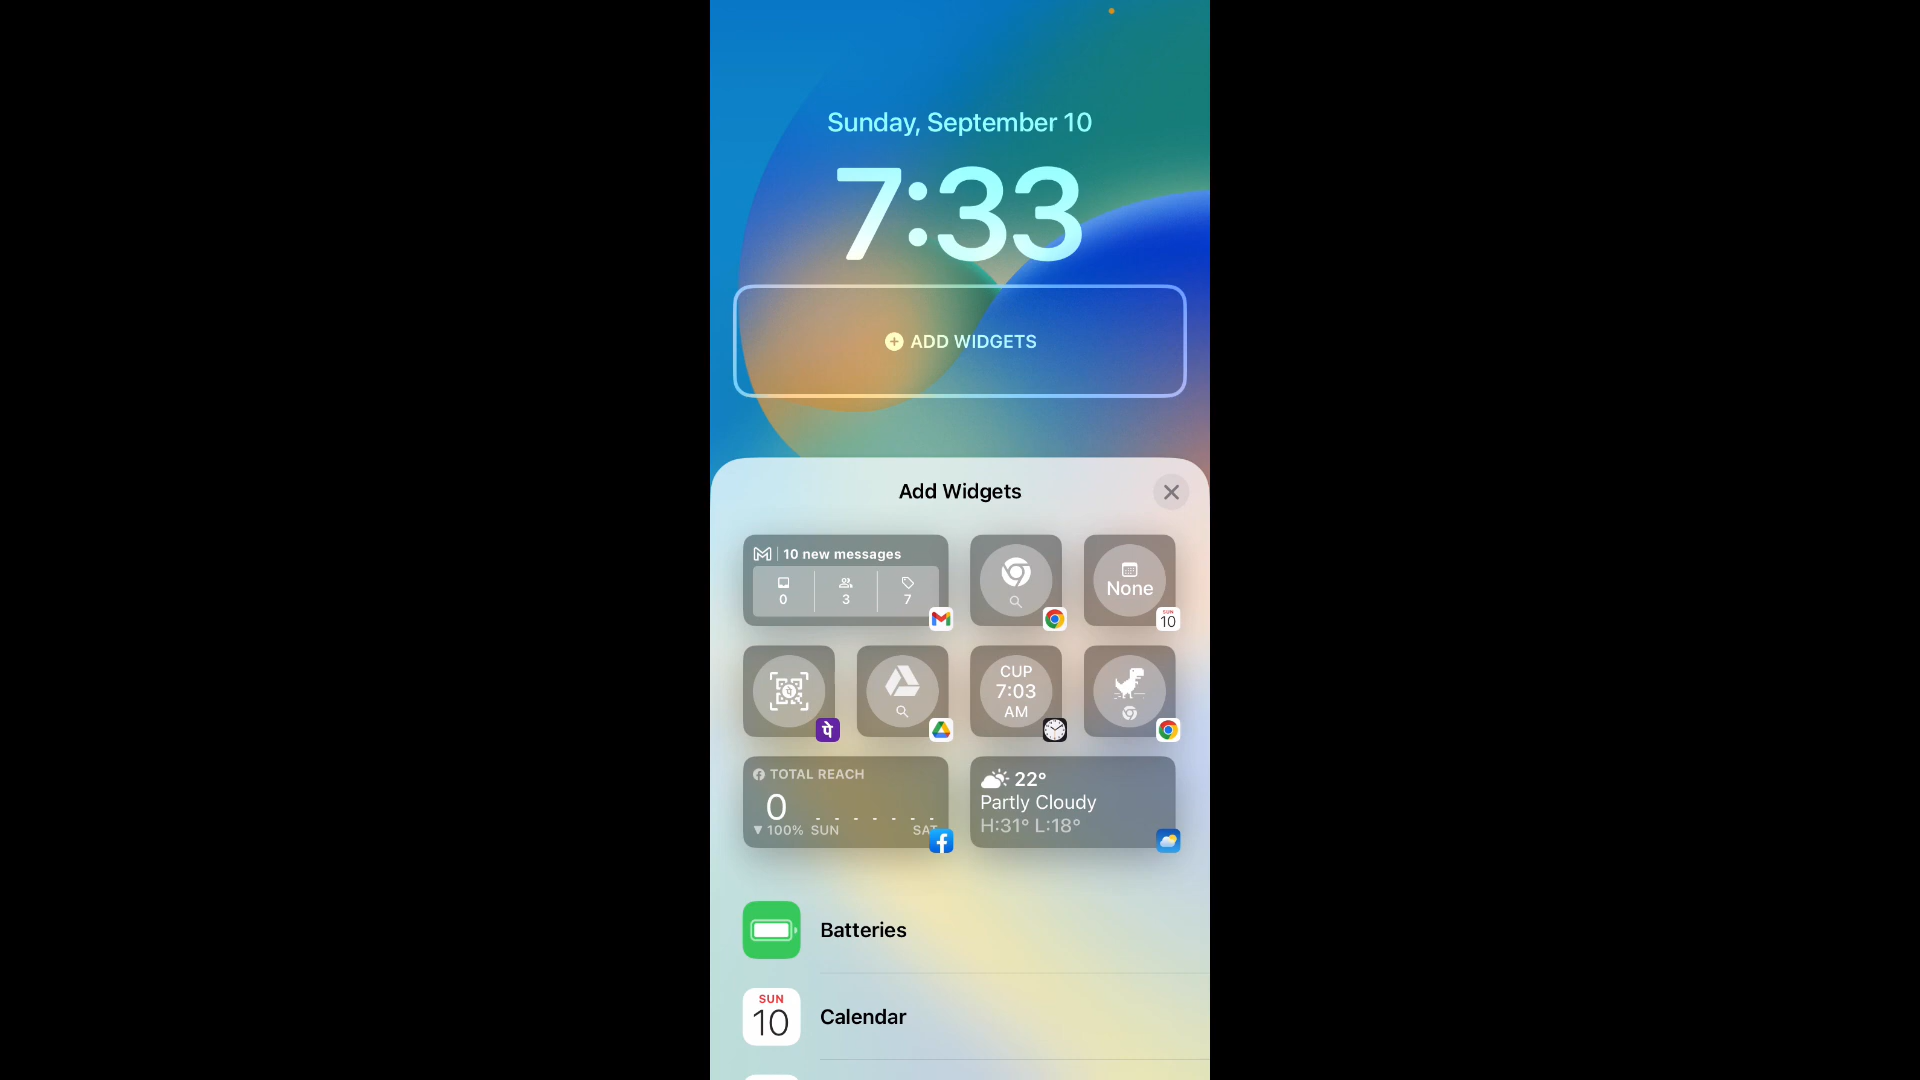 Sunday, September 10
7:33
ADD WIDGETS
Add Widgets
10 new messages
0 3 7
None
SUN
10
CUP
7:03
AM
पे
TOTAL REACH
0
▼ 100% SUN SAT
22°
Partly Cloudy
H:31° L:18°
Batteries
SUN
10
Calendar